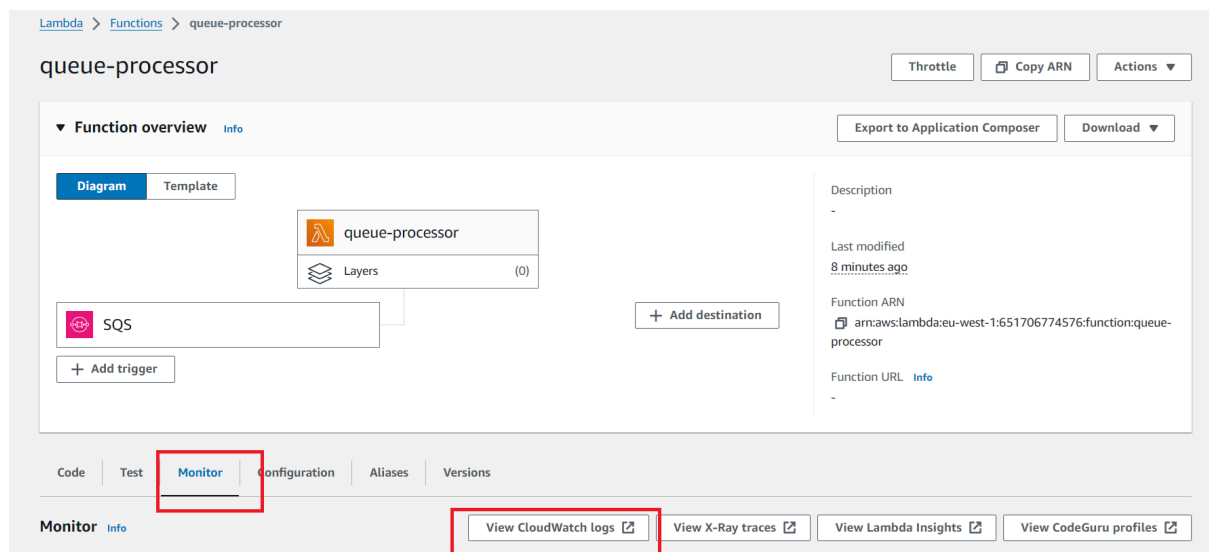 Lambda > Functions > queue-processor
queue-processor
Throttle
Copy ARN
Actions
Function overview Info
Export to Application Composer
Download
Diagram
Template
queue-processor
Layers
(0)
SQS
+ Add trigger
+ Add destination
Description
-
Last modified
8 minutes ago
Function ARN
arn:aws:lambda:eu-west-1:651706774576:function:queue-
processor
Function URL Info
-
Code
Test
Monitor
Configuration
Aliases
Versions
Monitor Info
View CloudWatch logs
View X-Ray traces
View Lambda Insights
View CodeGuru profiles